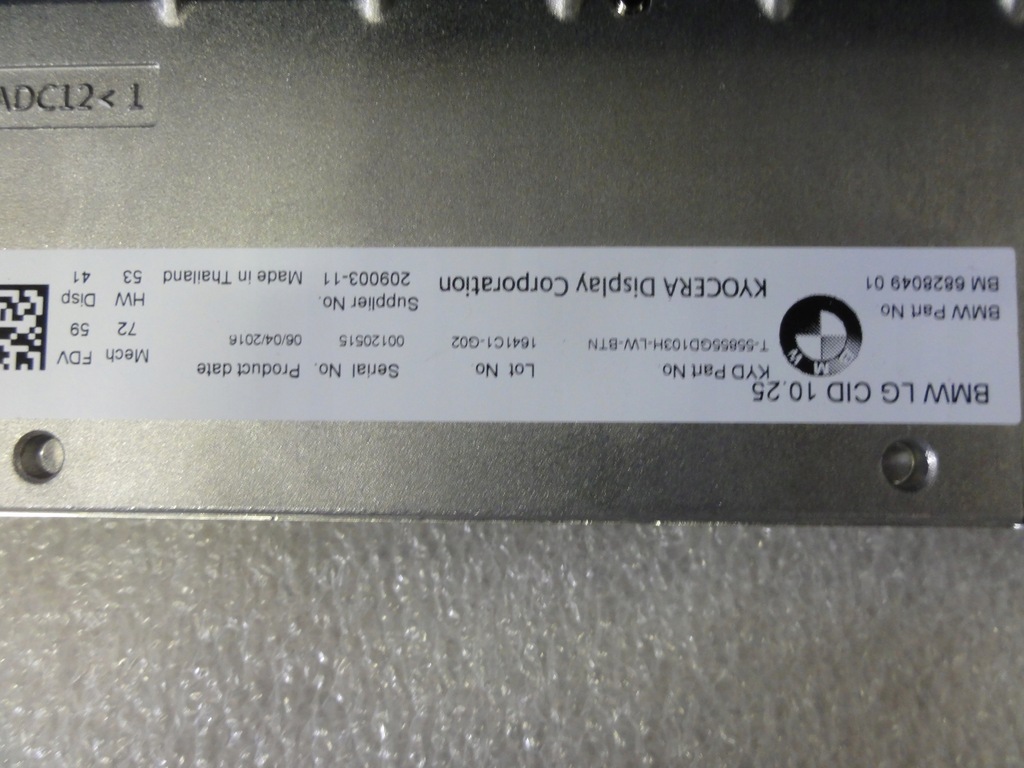 ADC12< 1
BMW LG CID 10.25
BMW
KYD Part No
T-55855GD103H-LW-BTN
Lot No.
1641C1-G02
Serial No.
00120515
Product date
06/04/2016
Mech FDV
72 59
BMW Part No
BM 6828049 01
KYOCERA Display Corporation
Supplier No.
209003-11
Made in Thailand
HW Disp
53 41